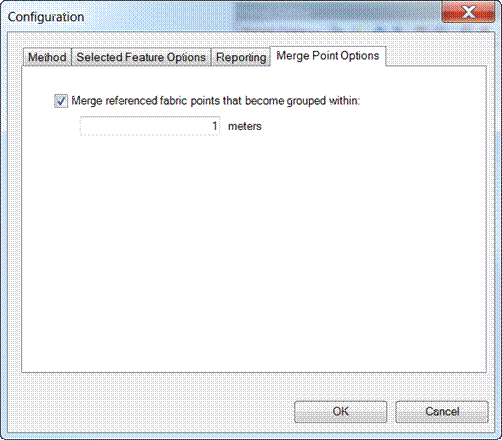 Configuration
Method Selected Feature Options Reporting Merge Point Options
Merge referenced fabric points that become grouped within:
1 meters
OK Cancel